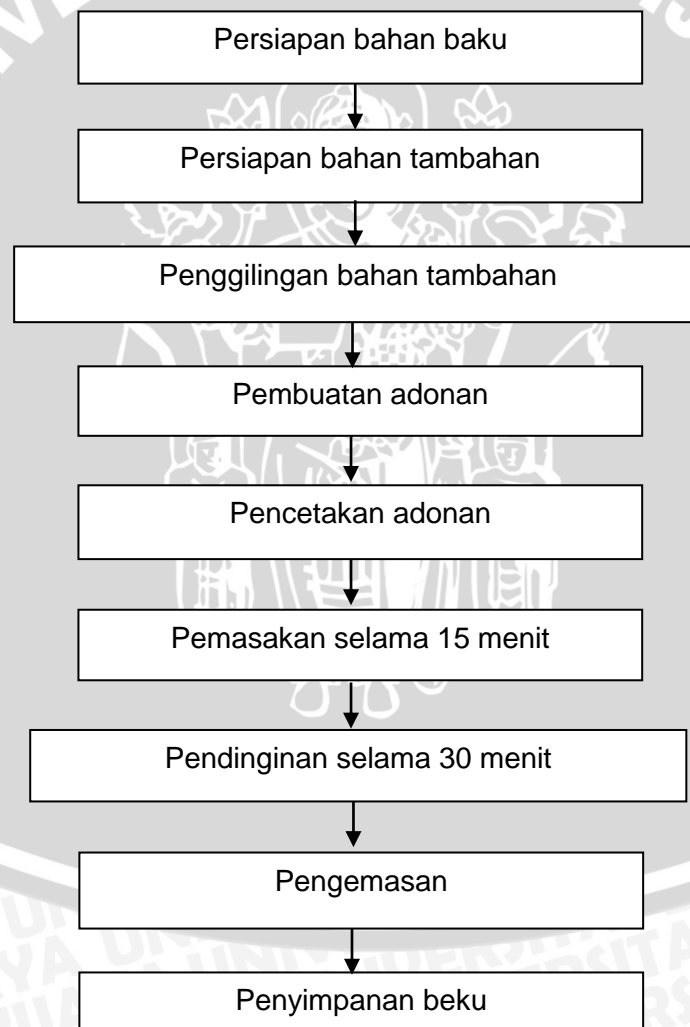 Persiapan bahan baku
Persiapan bahan tambahan
Penggilingan bahan tambahan
Pembuatan adonan
Pencetakan adonan
Pemasakan selama 15 menit
Pendinginan selama 30 menit
Pengemasan
Penyimpanan beku